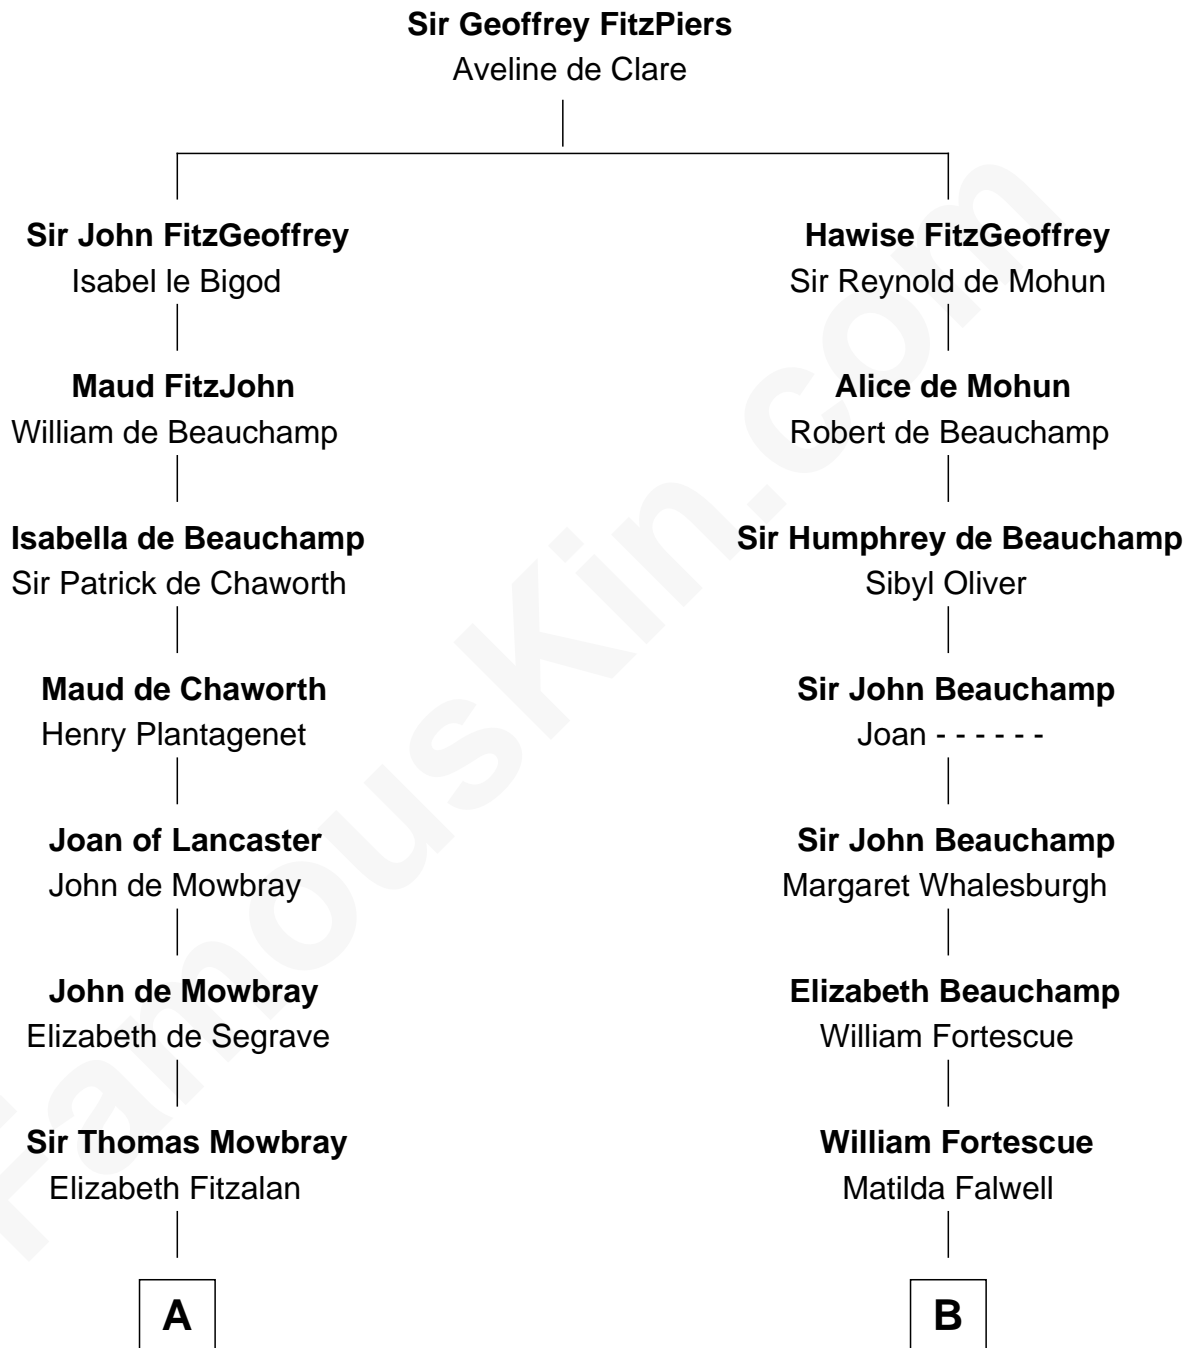 Sir Geoffrey FitzPiers
Aveline de Clare
Sir John FitzGeoffrey
Isabel le Bigod
Hawise FitzGeoffrey
Sir Reynold de Mohun
Maud FitzJohn
William de Beauchamp
Alice de Mohun
Robert de Beauchamp
Isabella de Beauchamp
Sir Patrick de Chaworth
Sir Humphrey de Beauchamp
Sibyl Oliver
Maud de Chaworth
Henry Plantagenet
Sir John Beauchamp
Joan - - - - - -
Joan of Lancaster
John de Mowbray
Sir John Beauchamp
Margaret Whalesburgh
John de Mowbray
Elizabeth de Segrave
Elizabeth Beauchamp
William Fortescue
Sir Thomas Mowbray
Elizabeth Fitzalan
William Fortescue
Matilda Falwell
A
B
FamousKin.com